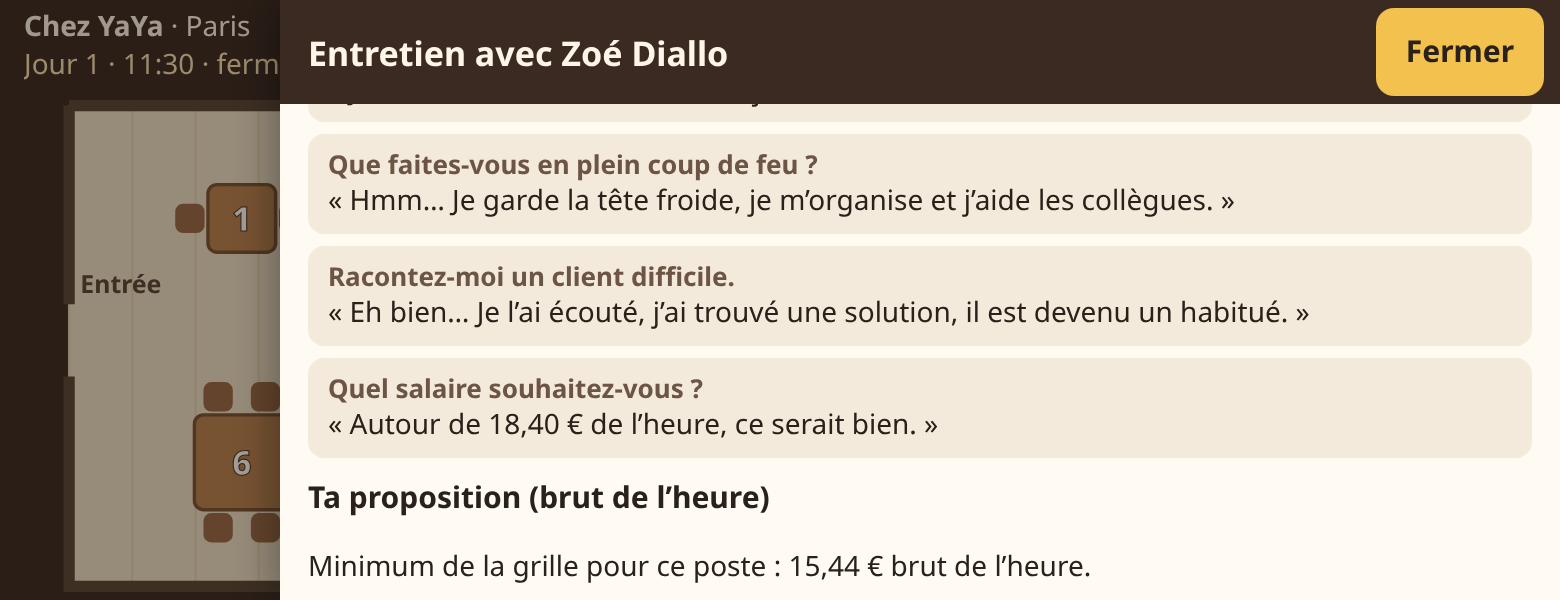 Chez YaYa · Paris
Jour 1 · 11:30 · ferm
Entretien avec Zoé Diallo
Fermer
Que faites-vous en plein coup de feu ?
« Hmm… Je garde la tête froide, je m’organise et j’aide les collègues. »
Racontez-moi un client difficile.
« Eh bien… Je l’ai écouté, j’ai trouvé une solution, il est devenu un habitué. »
Quel salaire souhaitez-vous ?
« Autour de 18,40 € de l’heure, ce serait bien. »
Ta proposition (brut de l’heure)
Minimum de la grille pour ce poste : 15,44 € brut de l’heure.
1
Entrée
6